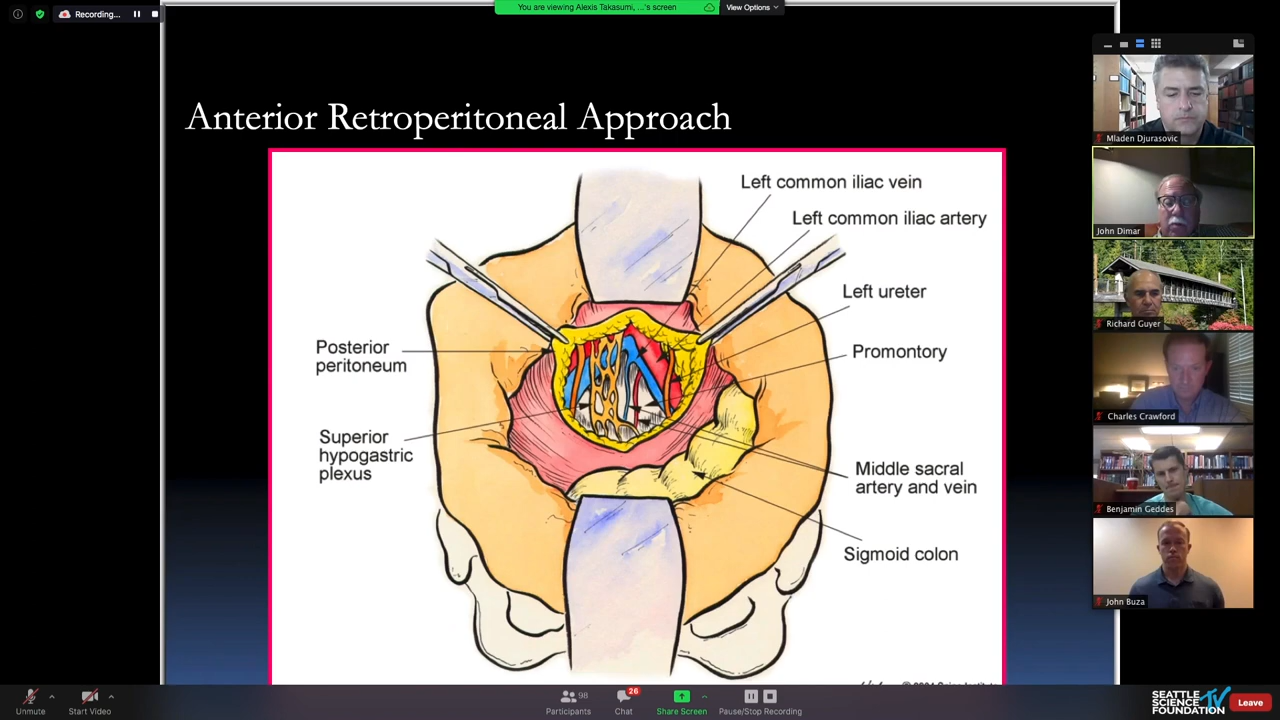 Recording...
You are viewing Alexis Takasumi, ...'s screen
View Options
Anterior Retroperitoneal Approach
Left common iliac vein
Left common iliac artery
Left ureter
Promontory
Posterior
peritoneum
Superior
hypogastric
plexus
Middle sacral
artery and vein
Sigmoid colon
Mladen Djurasovic
John Dimar
Richard Guyer
Charles Crawford
Benjamin Geddes
John Buza
Unmute
Start Video
98
Participants
26
Chat
Share Screen
Pause/Stop Recording
SEATTLE
SCIENCE
FOUNDATION
TV
Leave